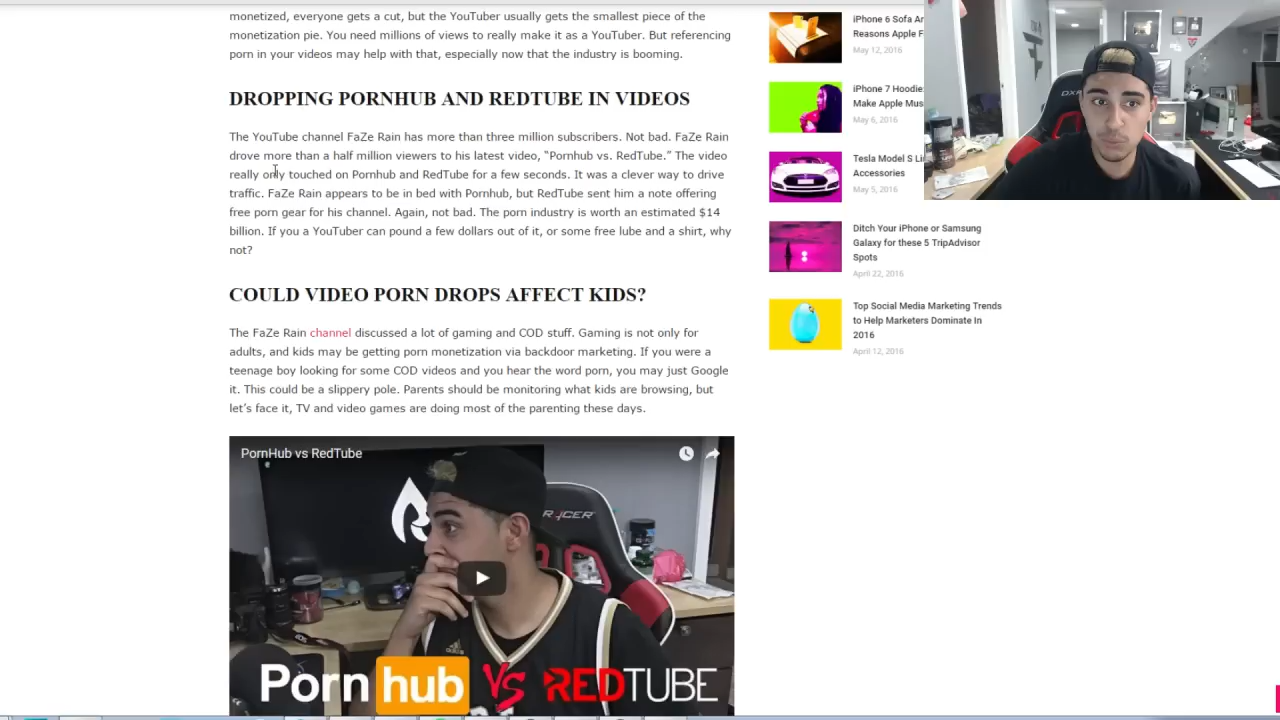 monetized, everyone gets a cut, but the YouTuber usually gets the smallest piece of the
monetization pie. You need millions of views to really make it as a YouTuber. But referencing
porn in your videos may help with that, especially now that the industry is booming.
DROPPING PORNHUB AND REDTUBE IN VIDEOS
The YouTube channel FaZe Rain has more than three million subscribers. Not bad. FaZe Rain
drove more than a half million viewers to his latest video, “Pornhub vs. RedTube.” The video
really only touched on Pornhub and RedTube for a few seconds. It was a clever way to drive
traffic. FaZe Rain appears to be in bed with Pornhub, but RedTube sent him a note offering
free porn gear for his channel. Again, not bad. The porn industry is worth an estimated $14
billion. If you a YouTuber can pound a few dollars out of it, or some free lube and a shirt, why
not?
COULD VIDEO PORN DROPS AFFECT KIDS?
The FaZe Rain channel discussed a lot of gaming and COD stuff. Gaming is not only for
adults, and kids may be getting porn monetization via backdoor marketing. If you were a
teenage boy looking for some COD videos and you hear the word porn, you may just Google
it. This could be a slippery pole. Parents should be monitoring what kids are browsing, but
let’s face it, TV and video games are doing most of the parenting these days.
PornHub vs RedTube
Porn hub VS REDTUBE
iPhone 6 Sofa Ar
Reasons Apple F
May 12, 2016
iPhone 7 Hoodie
Make Apple Mus
May 6, 2016
Tesla Model S Li
Accessories
May 5, 2016
Ditch Your iPhone or Samsung
Galaxy for these 5 TripAdvisor
Spots
April 22, 2016
Top Social Media Marketing Trends
to Help Marketers Dominate In
2016
April 12, 2016